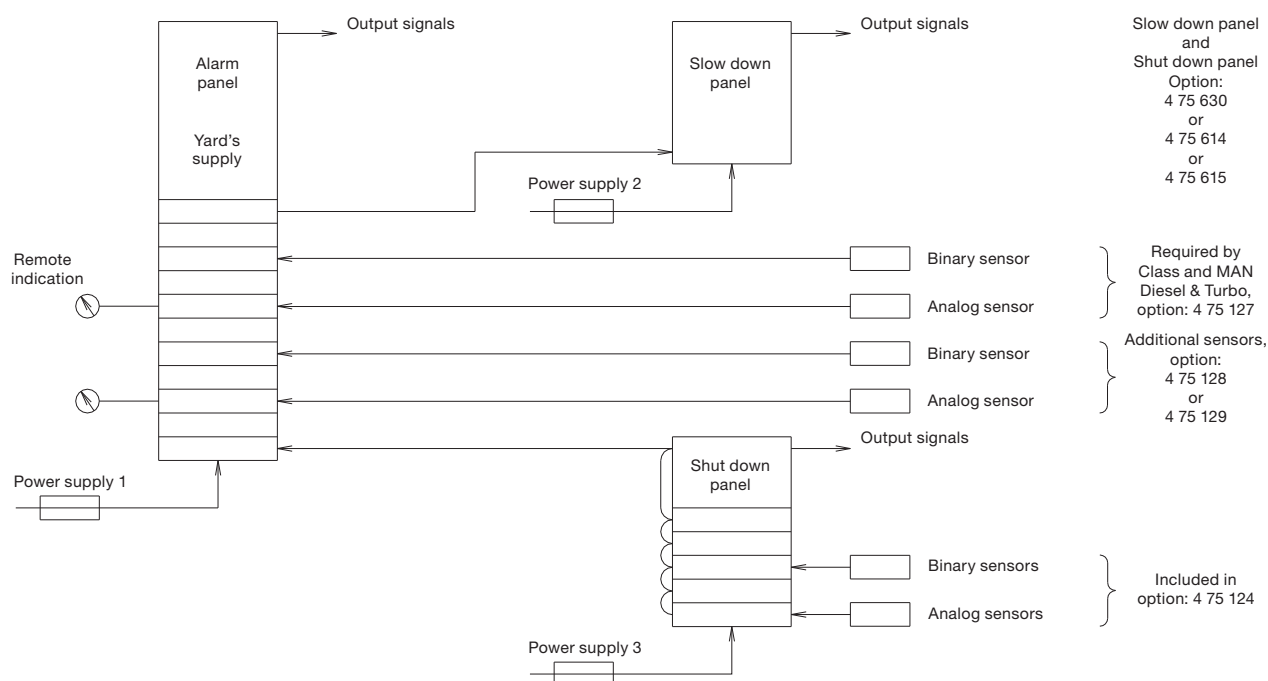 Output signals
Alarm
panel
Yard's
supply
Output signals
Slow down
panel
Slow down panel
and
Shut down panel
Option:
4 75 630
or
4 75 614
or
4 75 615
Power supply 2
Remote
indication
Binary sensor
Analog sensor
Required by
Class and MAN
Diesel & Turbo,
option: 4 75 127
Binary sensor
Analog sensor
Additional sensors,
option:
4 75 128
or
4 75 129
Power supply 1
Output signals
Shut down
panel
Binary sensors
Analog sensors
Included in
option: 4 75 124
Power supply 3